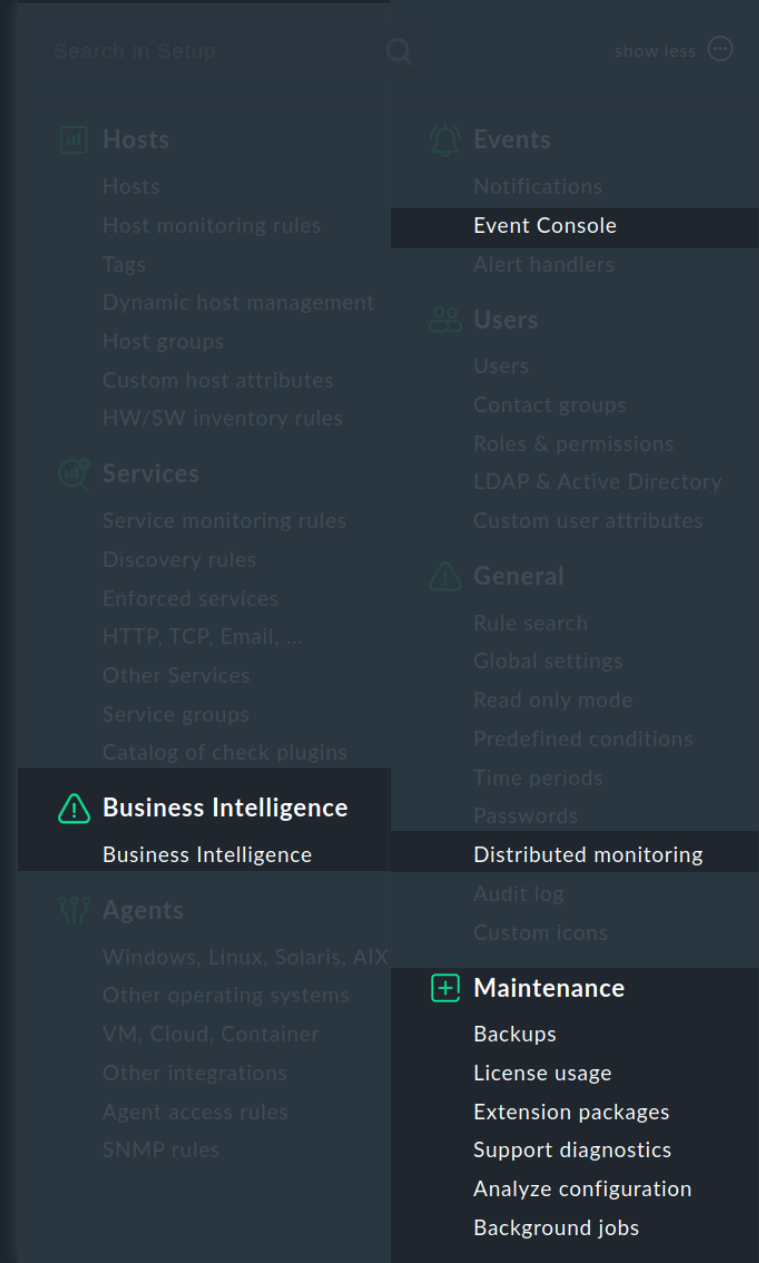 Search in Setup
show less
Hosts
Hosts
Host monitoring rules
Tags
Dynamic host management
Host groups
Custom host attributes
HW/SW inventory rules
Services
Service monitoring rules
Discovery rules
Enforced services
HTTP, TCP, Email, ...
Other Services
Service groups
Catalog of check plugins
Business Intelligence
Business Intelligence
Agents
Windows, Linux, Solaris, AIX
Other operating systems
VM, Cloud, Container
Other integrations
Agent access rules
SNMP rules
Events
Notifications
Event Console
Alert handlers
Users
Users
Contact groups
Roles & permissions
LDAP & Active Directory
Custom user attributes
General
Rule search
Global settings
Read only mode
Predefined conditions
Time periods
Passwords
Distributed monitoring
Audit log
Custom icons
Maintenance
Backups
License usage
Extension packages
Support diagnostics
Analyze configuration
Background jobs